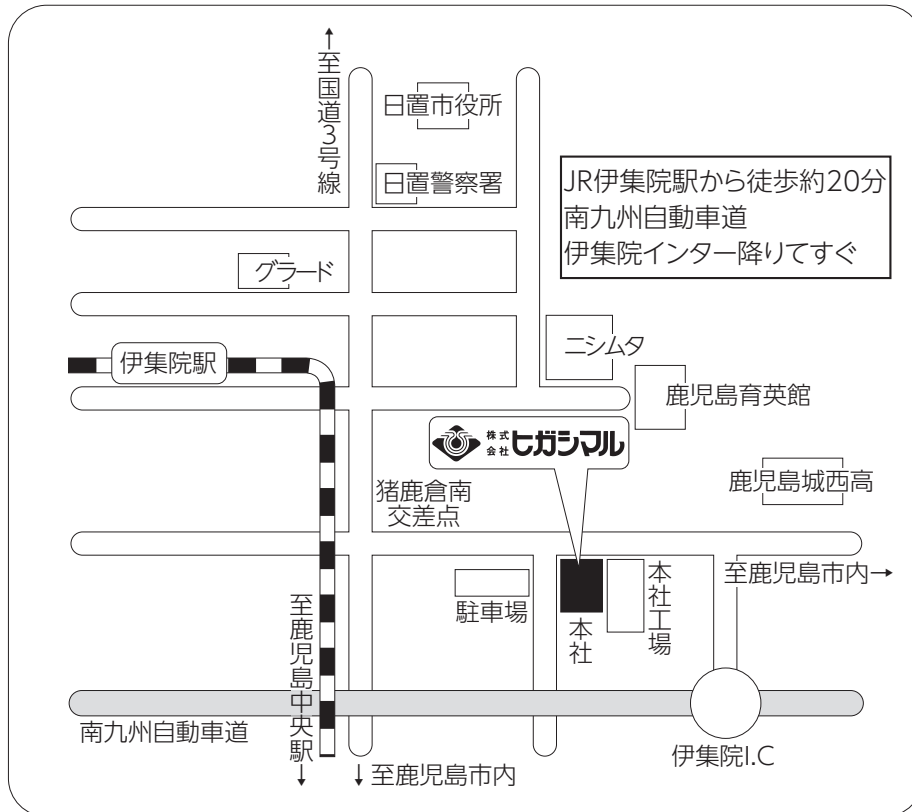 至国道3号線
日置市役所
日置警察署
JR伊集院駅から徒歩約20分
南九州自動車道
伊集院インター降りてすぐ
グラード
伊集院駅
ニシムタ
鹿児島育英館
株式
会社
ヒガシマル
鹿児島城西高
猪鹿倉南
交差点
至鹿児島市内→
駐車場
本社
本社工場
至鹿児島中央駅
南九州自動車道
伊集院I.C
至鹿児島市内